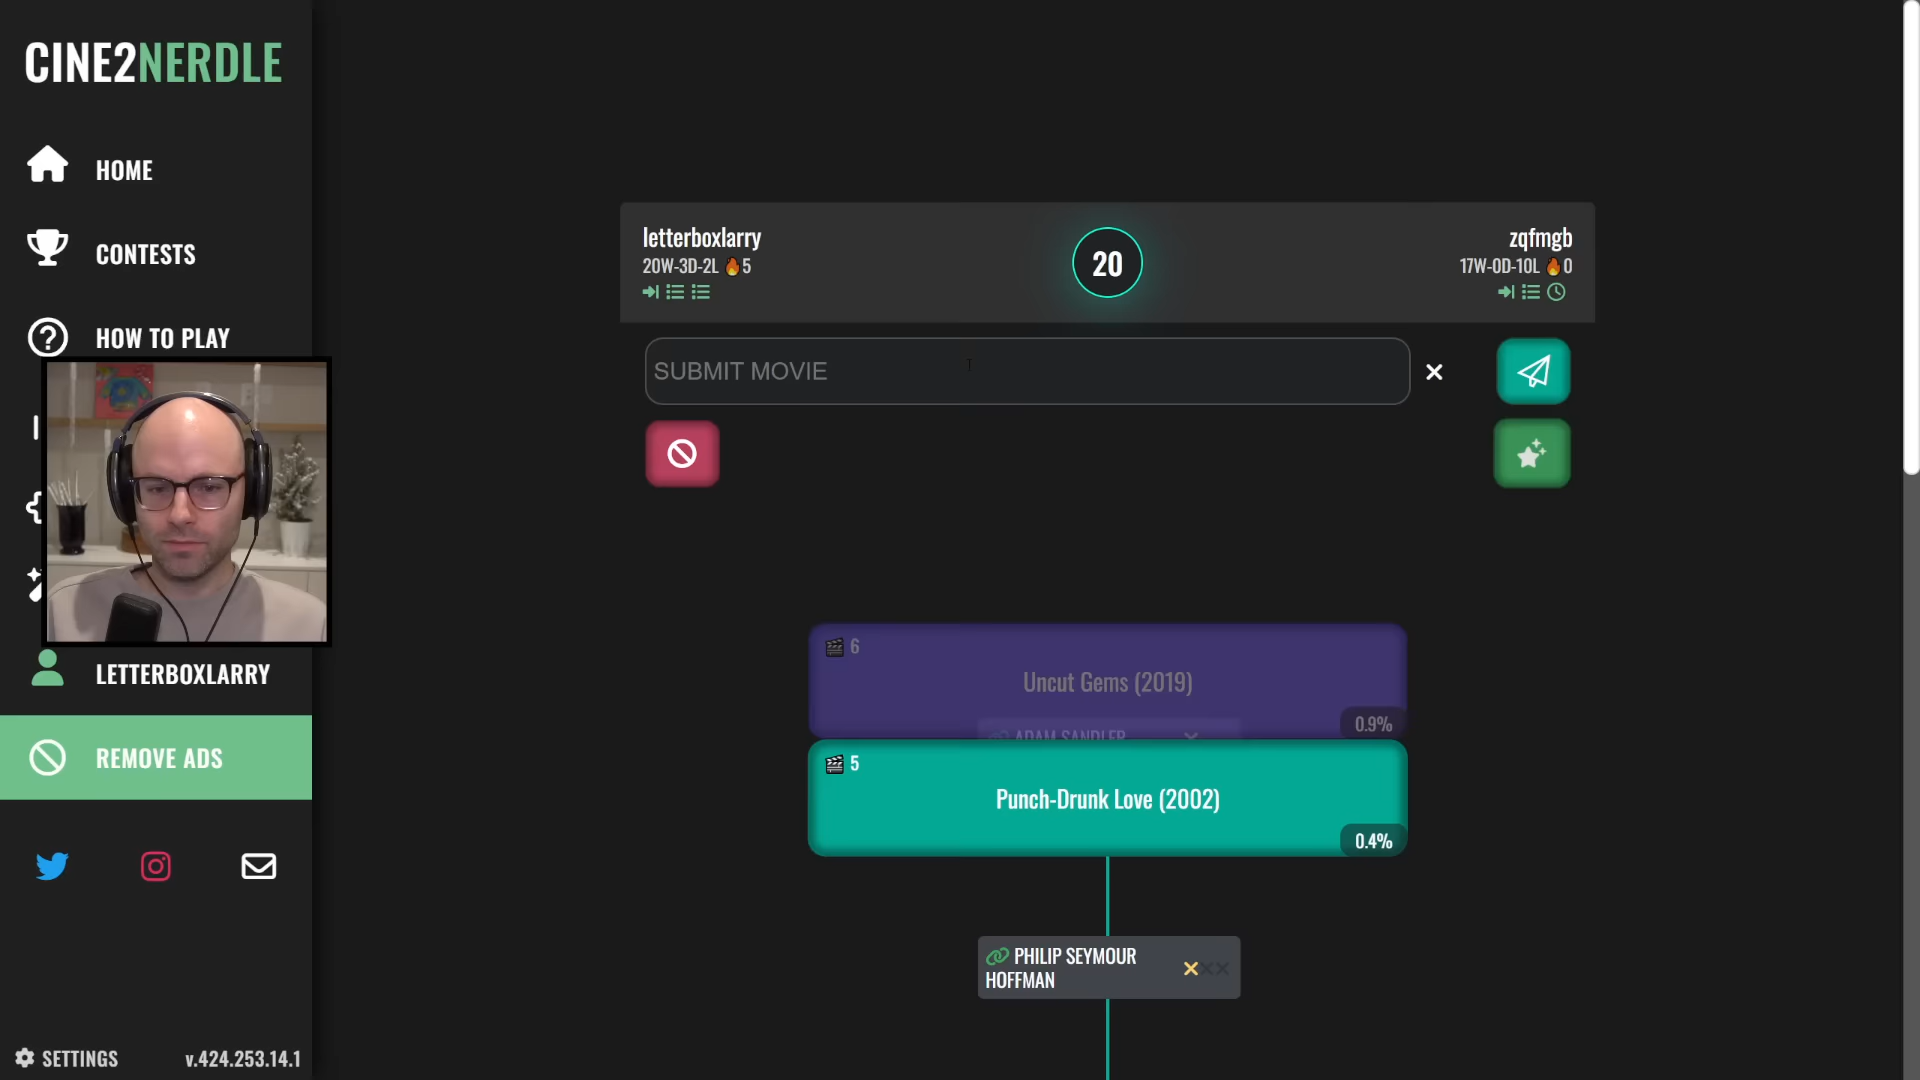 CINE2NERDLE
HOME
CONTESTS
HOW TO PLAY
LETTERBOXLARRY
REMOVE ADS
SETTINGS
v.424.253.14.1
letterboxlarry
20W-3D-2L 🔥5
20
zqfmgb
17W-0D-10L 🔥0
SUBMIT MOVIE
6
Uncut Gems (2019)
0.9%
ADAM SANDLER
5
Punch-Drunk Love (2002)
0.4%
PHILIP SEYMOUR
HOFFMAN